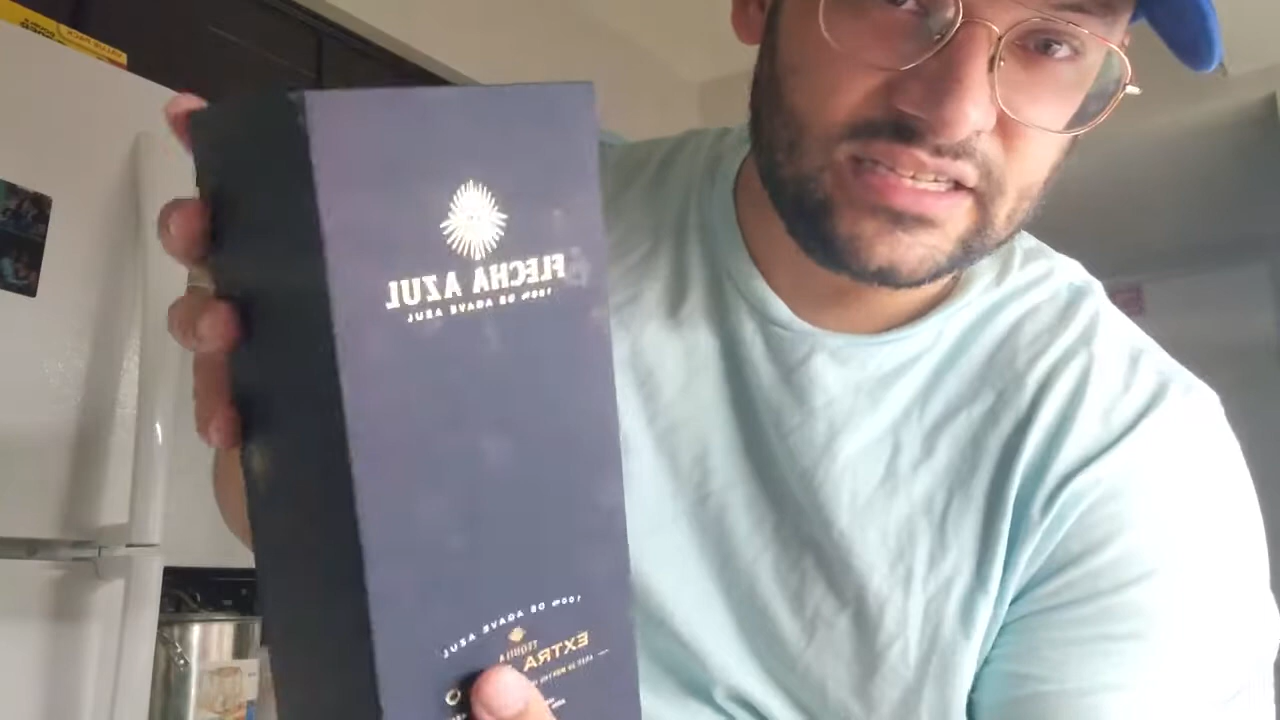 FLECHA AZUL
100% DE AGAVE AZUL
100% DE AGAVE AZUL
TEQUILA
EXTRA